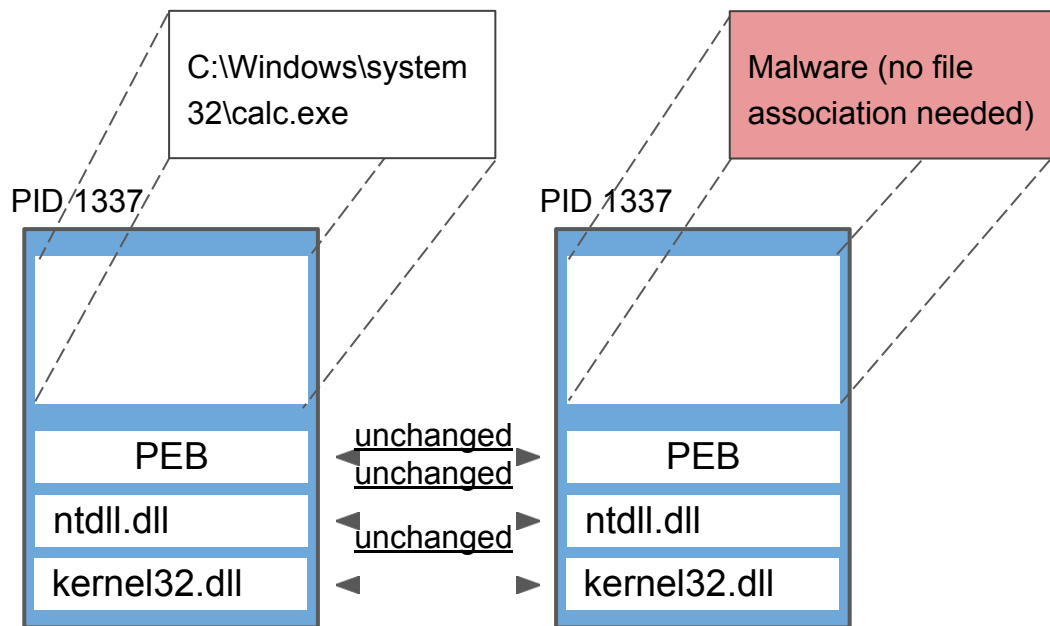 C:\Windows\system
32\calc.exe
Malware (no file
association needed)
PID 1337
PID 1337
unchanged
PEB
PEB
unchanged
ntdll.dll
ntdll.dll
unchanged
kernel32.dll
kernel32.dll